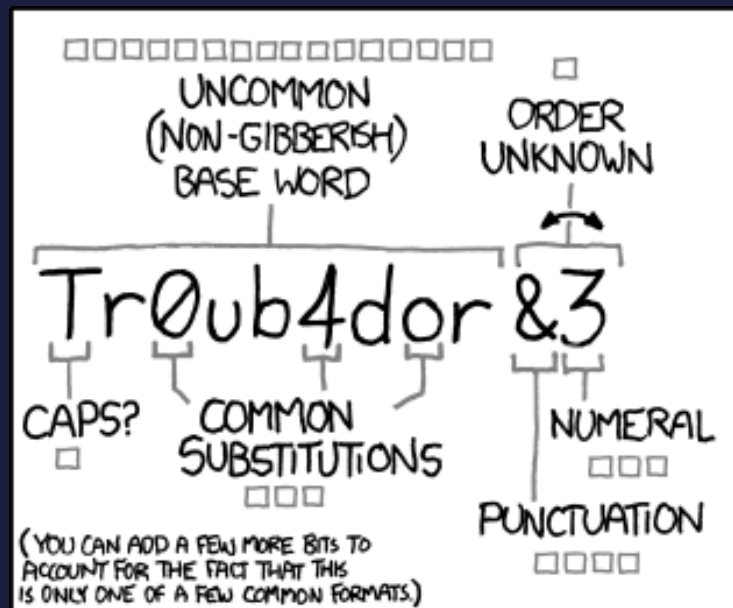 UNCOMMON
(NON-GIBBERISH)
BASE WORD
ORDER
UNKNOWN
Tr0ub4dor &3
CAPS?
COMMON
SUBSTITUTIONS
NUMERAL
PUNCTUATION
(YOU CAN ADD A FEW MORE BITS TO
ACCOUNT FOR THE FACT THAT THIS
IS ONLY ONE OF A FEW COMMON FORMATS.)